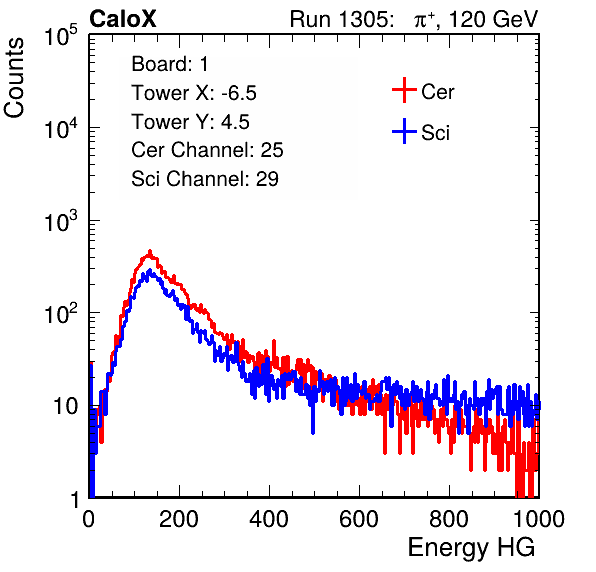 CaloX Run 1305: π⁺, 120 GeV
Counts
Board: 1
Tower X: -6.5
Tower Y: 4.5
Cer Channel: 25
Sci Channel: 29
Cer
Sci
10⁵
10⁴
10³
10²
10
1
0 200 400 600 800 1000
Energy HG